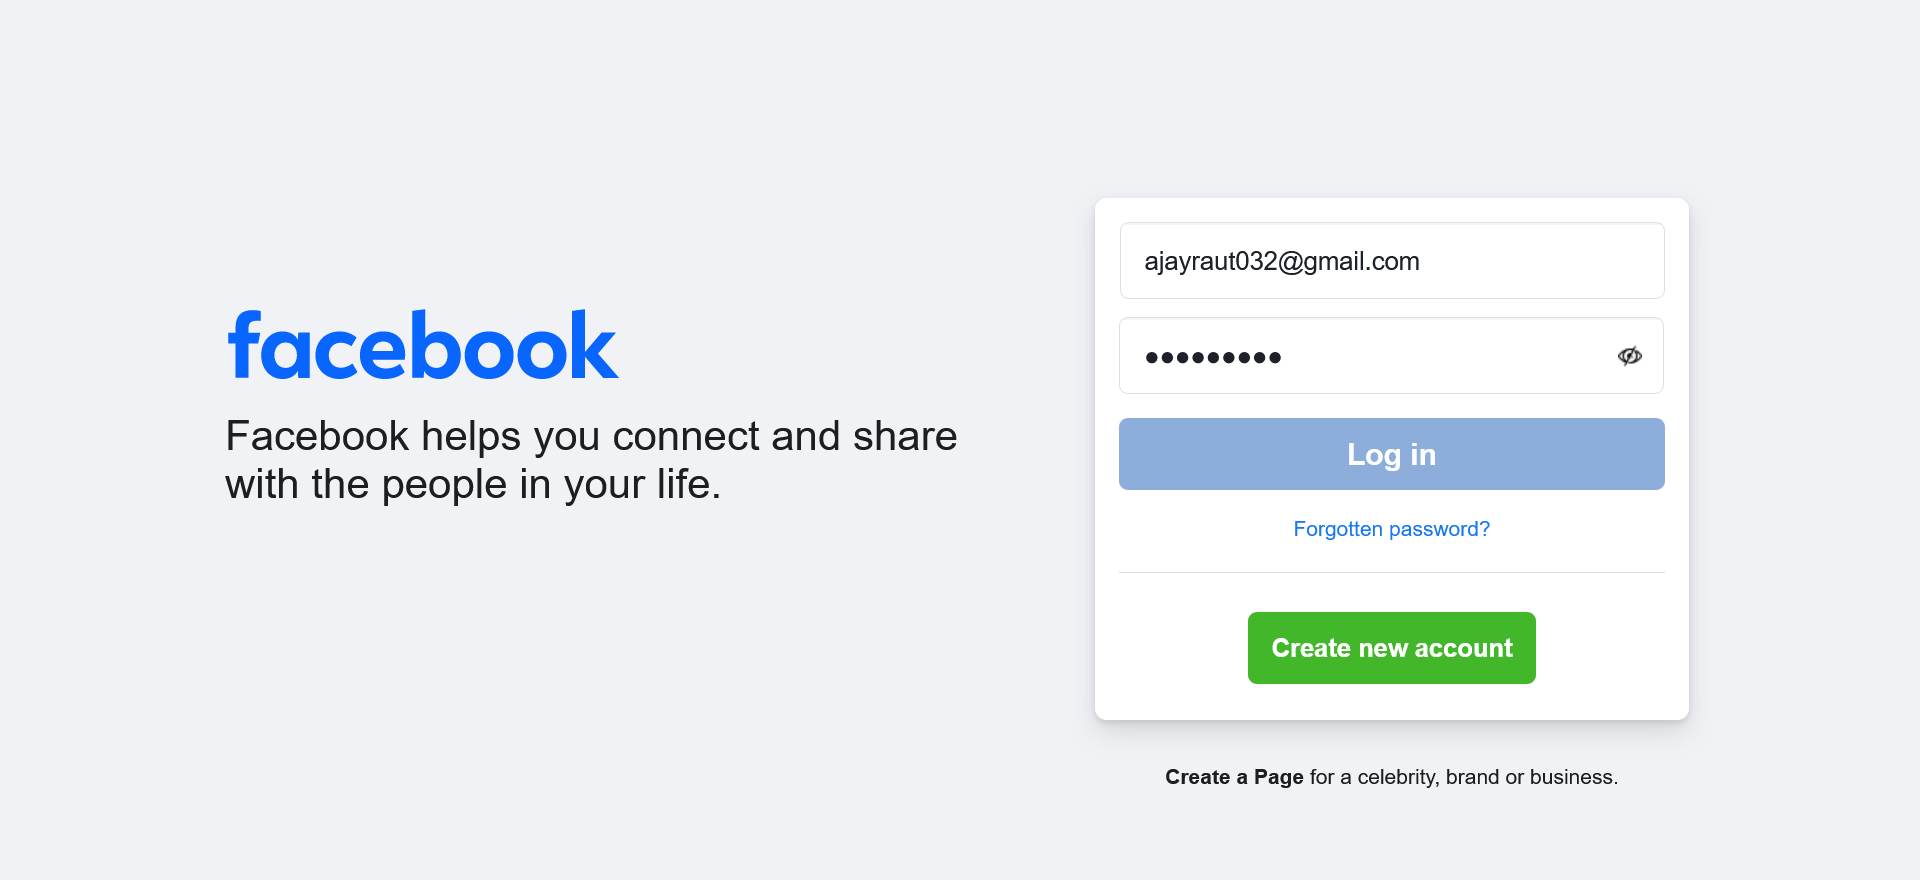 facebook
Facebook helps you connect and share
with the people in your life.
ajayraut032@gmail.com
●●●●●●●●●
Log in
Forgotten password?
Create new account
Create a Page for a celebrity, brand or business.